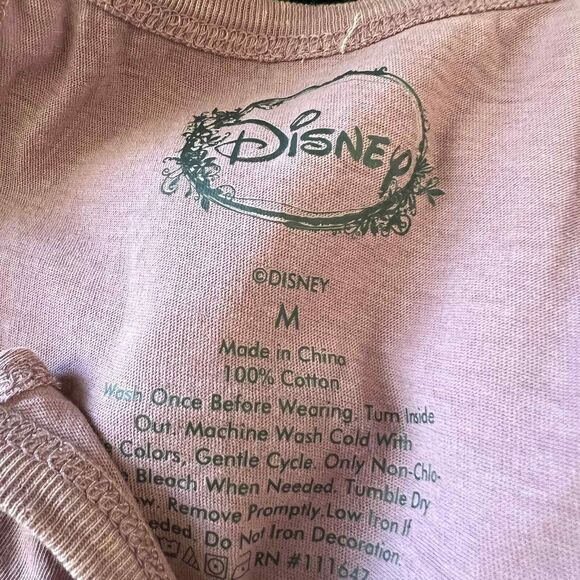 Disney
©DISNEY
M
Made in China
100% Cotton
Wash Once Before Wearing. Turn Inside
Out. Machine Wash Cold With
Colors, Gentle Cycle. Only Non-Chlo-
Bleach When Needed. Tumble Dry
Remove Promptly. Low Iron If
Do Not Iron Decoration.
RN #111647